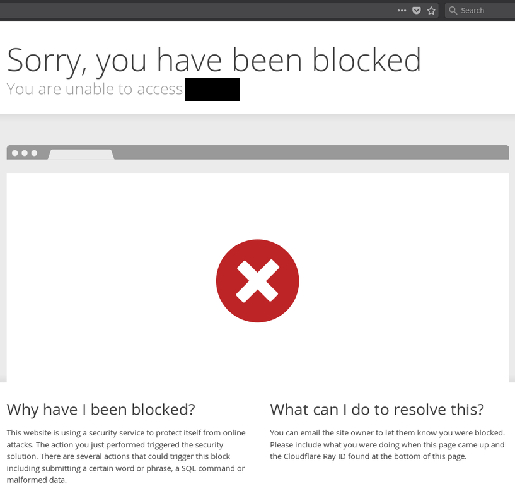 Search
Sorry, you have been blocked
You are unable to access
Why have I been blocked?
This website is using a security service to protect itself from online
attacks. The action you just performed triggered the security
solution. There are several actions that could trigger this block
including submitting a certain word or phrase, a SQL command or
malformed data.
What can I do to resolve this?
You can email the site owner to let them know you were blocked.
Please include what you were doing when this page came up and
the Cloudflare Ray ID found at the bottom of this page.